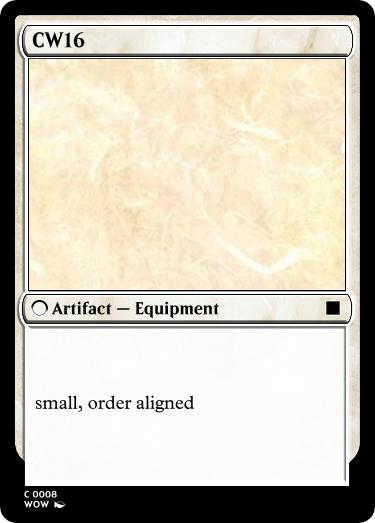 CW16
Artifact — Equipment
small, order aligned
C 0008
WOW